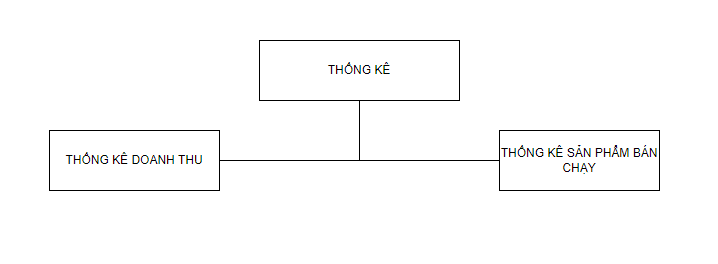 THỐNG KÊ
THỐNG KÊ DOANH THU
THỐNG KÊ SẢN PHẨM BÁN
CHẠY